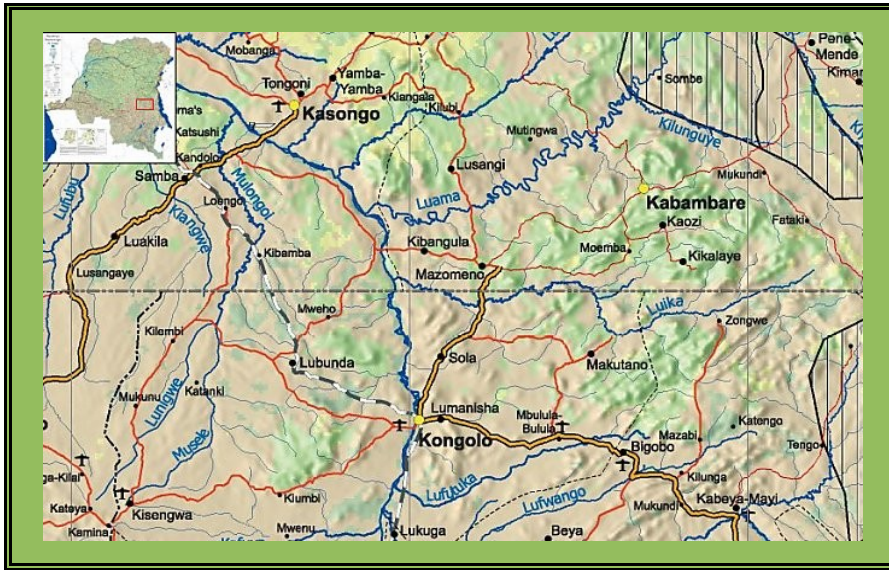 Mobanga
Tongoni
Yamba-
Yamba
Kasongo
Kiangala
Kilubi
Sombe
Pene-
Mende
Katsushi
Kandolo
Samba
Mutingwa
Kilunguye
Lusangi
Luama
Kabambare
Mukundi
Kaozi
Fataki
Lufubu
Mulongoi
Loengo
Kiangwe
Luakila
Kibamba
Kibangula
Mazomeno
Moemba
Kikalaye
Lusangaye
Mweho
Luika
Zongwe
Kilembi
Lubunda
Sola
Makutano
Lungwe
Katanki
Mukunu
Musele
Kongolo
Lumanisha
Mbulula-
Bulula
Katengo
Mazabi
Tengo
Bigobo
ga-Kilai
Kataya
Kamina
Kisengwa
Kiumbi
Mwenu
Lukuga
Lufutuka
Lufwango
Beya
Kilunga
Mukundi
Kabeya-Mayi